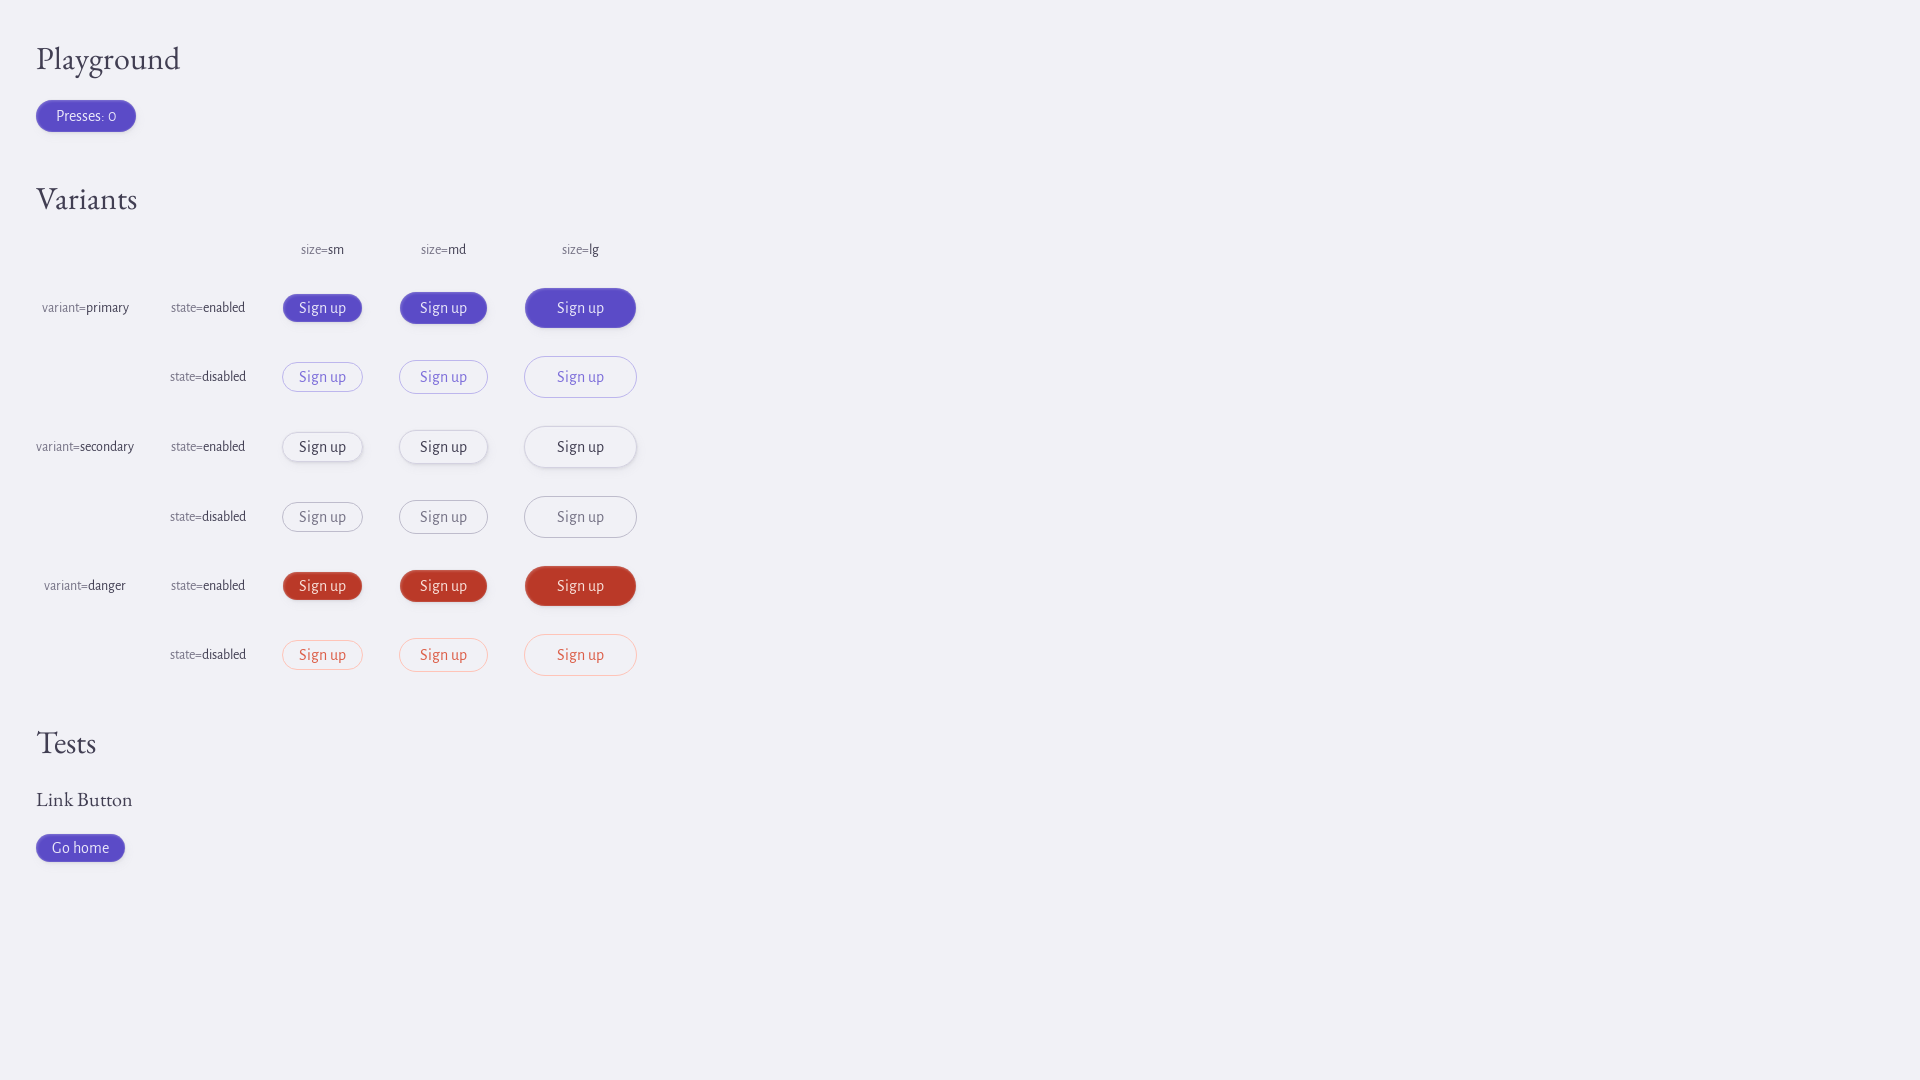 Playground
Presses: 0
Variants
size=sm size=md size=lg
variant=primary state=enabled Sign up Sign up Sign up
state=disabled Sign up Sign up Sign up
variant=secondary state=enabled Sign up Sign up Sign up
state=disabled Sign up Sign up Sign up
variant=danger state=enabled Sign up Sign up Sign up
state=disabled Sign up Sign up Sign up
Tests
Link Button
Go home